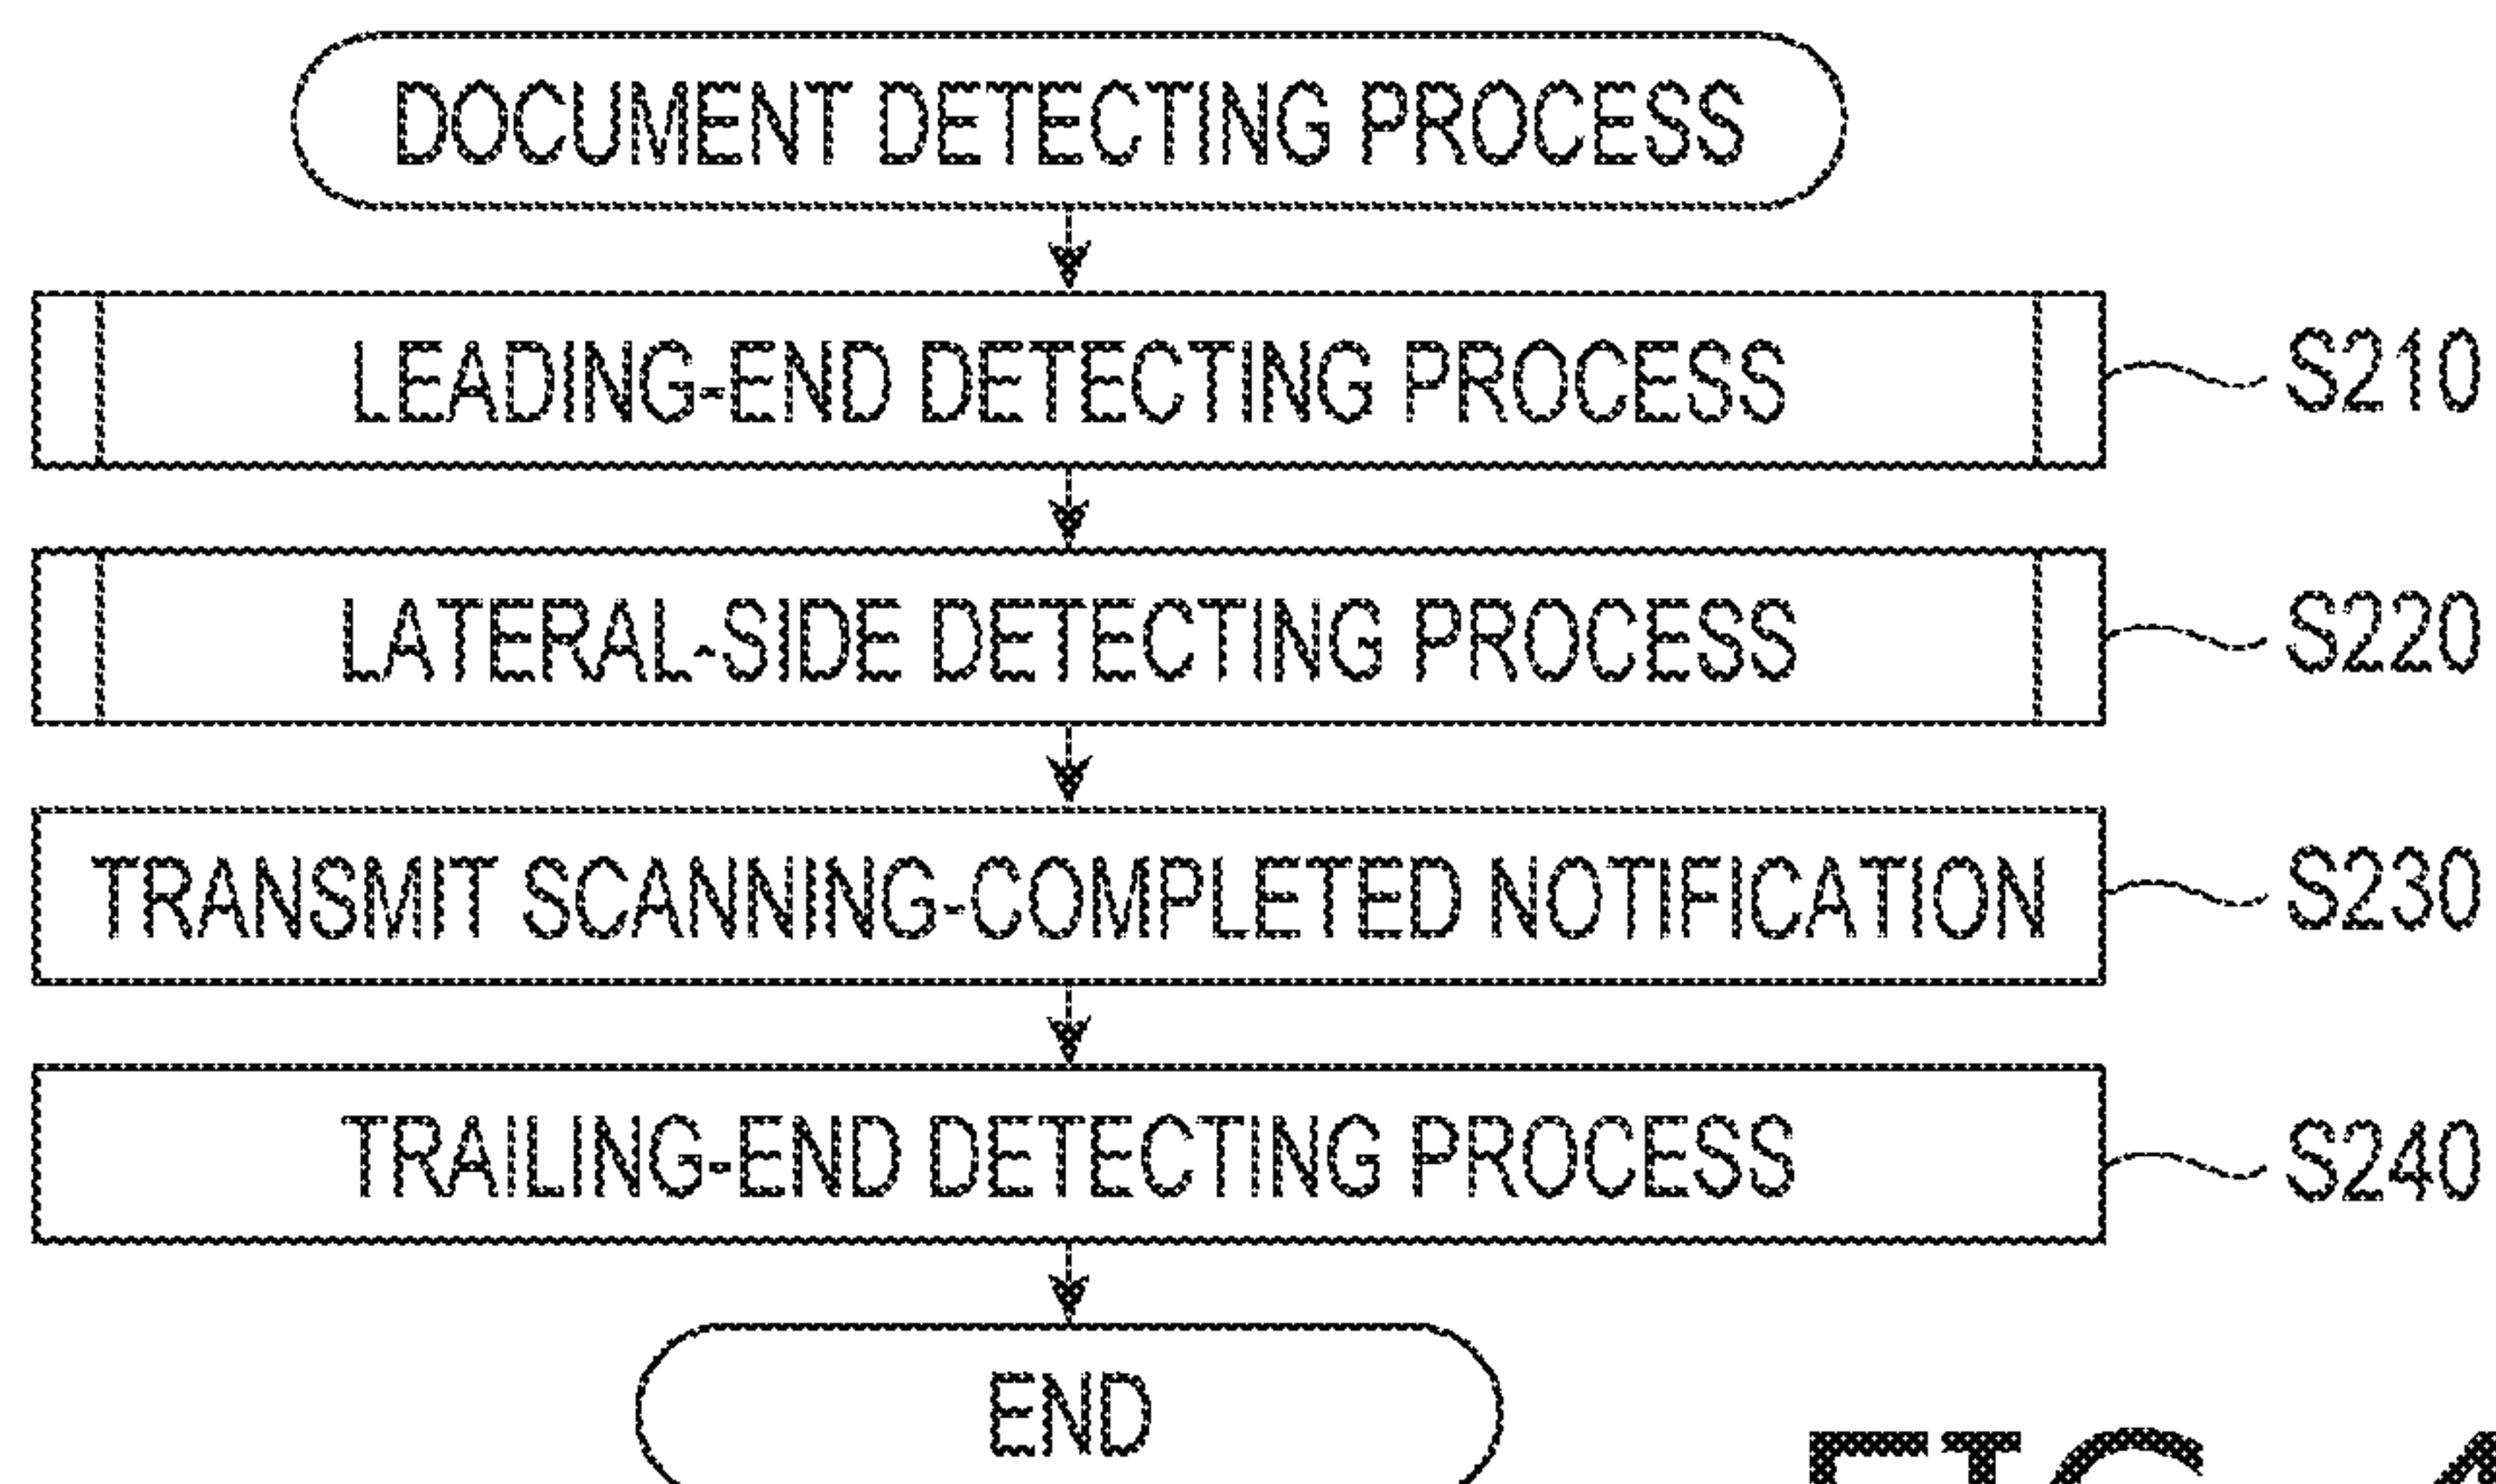 DOCUMENT DETECTING PROCESS
LEADING-END DETECTING PROCESS
S210
LATERAL-SIDE DETECTING PROCESS
S220
TRANSMIT SCANNING-COMPLETED NOTIFICATION
S230
TRAILING-END DETECTING PROCESS
S240
END